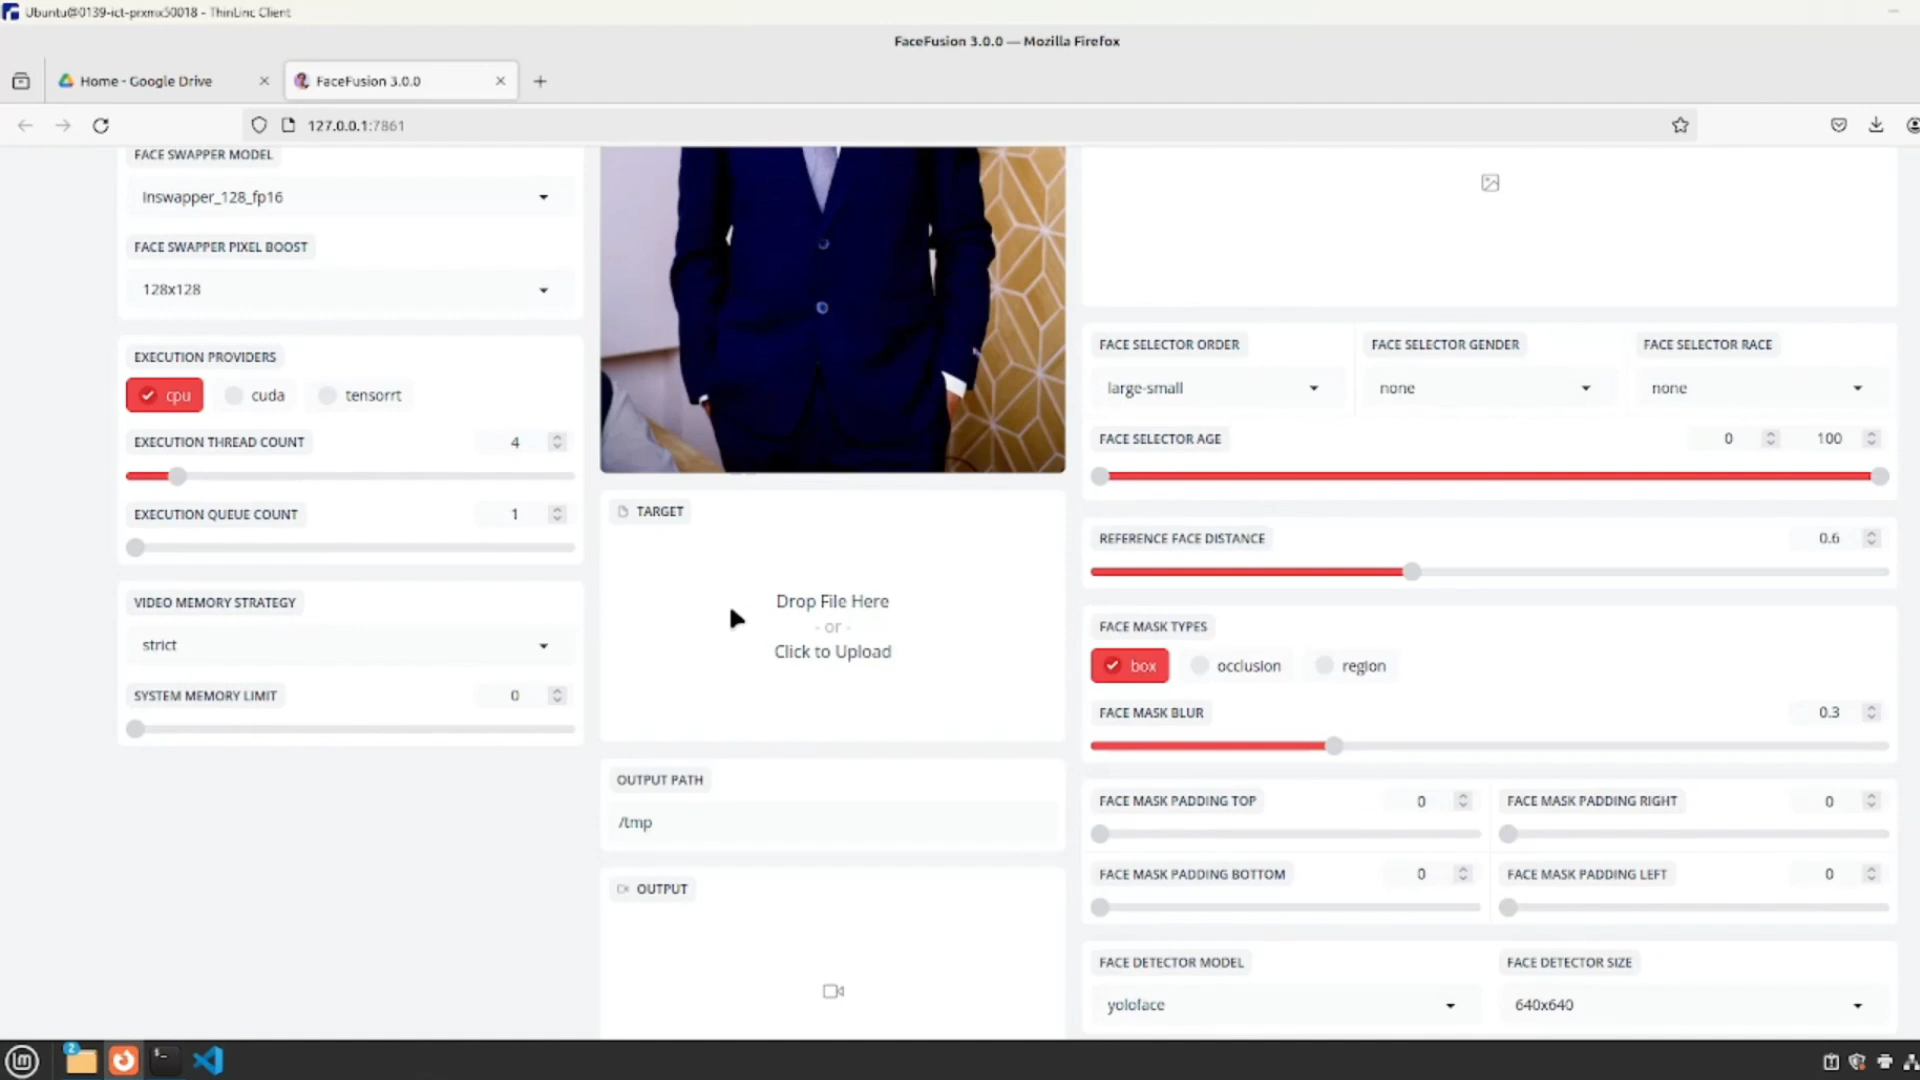 Ubuntu@0139-ict-prxmx50018 - ThinLinc Client
FaceFusion 3.0.0 — Mozilla Firefox
Home - Google Drive
FaceFusion 3.0.0
127.0.0.1:7861
FACE SWAPPER MODEL
inswapper_128_fp16
FACE SWAPPER PIXEL BOOST
128x128
EXECUTION PROVIDERS
cpu
cuda
tensorrt
EXECUTION THREAD COUNT
4
EXECUTION QUEUE COUNT
1
VIDEO MEMORY STRATEGY
strict
SYSTEM MEMORY LIMIT
0
TARGET
Drop File Here
- or -
Click to Upload
OUTPUT PATH
/tmp
OUTPUT
FACE SELECTOR ORDER
large-small
FACE SELECTOR GENDER
none
FACE SELECTOR RACE
none
FACE SELECTOR AGE
0
100
REFERENCE FACE DISTANCE
0.6
FACE MASK TYPES
box
occlusion
region
FACE MASK BLUR
0.3
FACE MASK PADDING TOP
0
FACE MASK PADDING RIGHT
0
FACE MASK PADDING BOTTOM
0
FACE MASK PADDING LEFT
0
FACE DETECTOR MODEL
yoloface
FACE DETECTOR SIZE
640x640
2